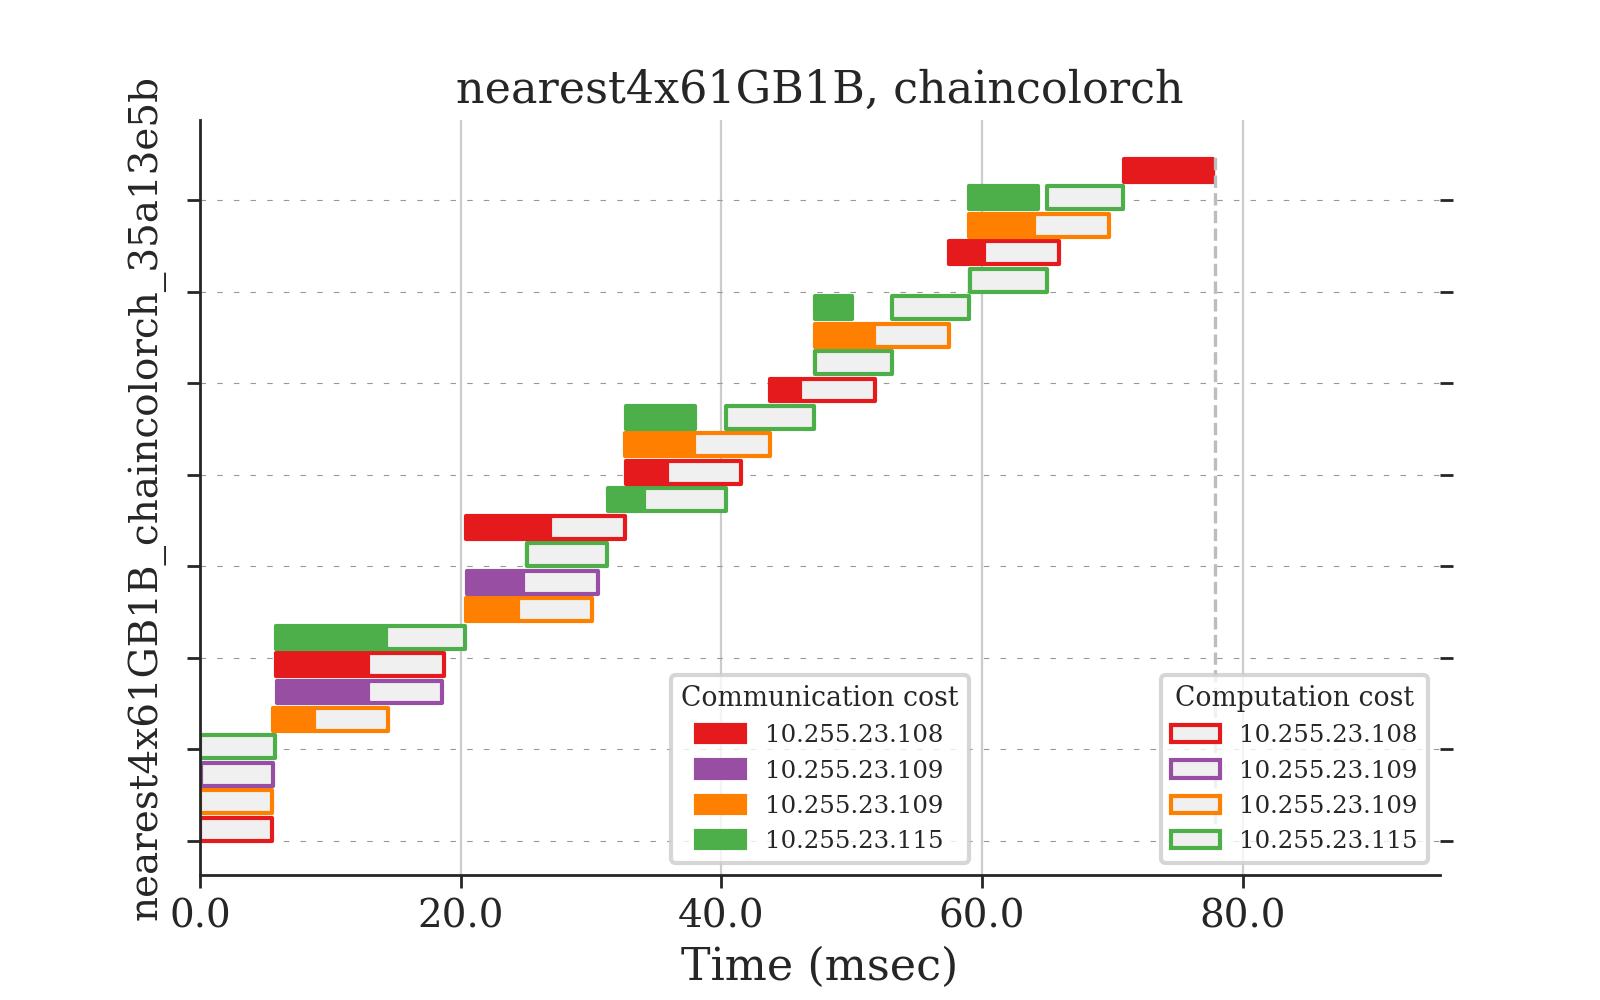 nearest4x61GB1B, chaincolorch
nearest4x61GB1B_chaincolorch_35a13e5b
Communication cost
10.255.23.108
10.255.23.109
10.255.23.109
10.255.23.115
Computation cost
10.255.23.108
10.255.23.109
10.255.23.109
10.255.23.115
0.0 20.0 40.0 60.0 80.0
Time (msec)